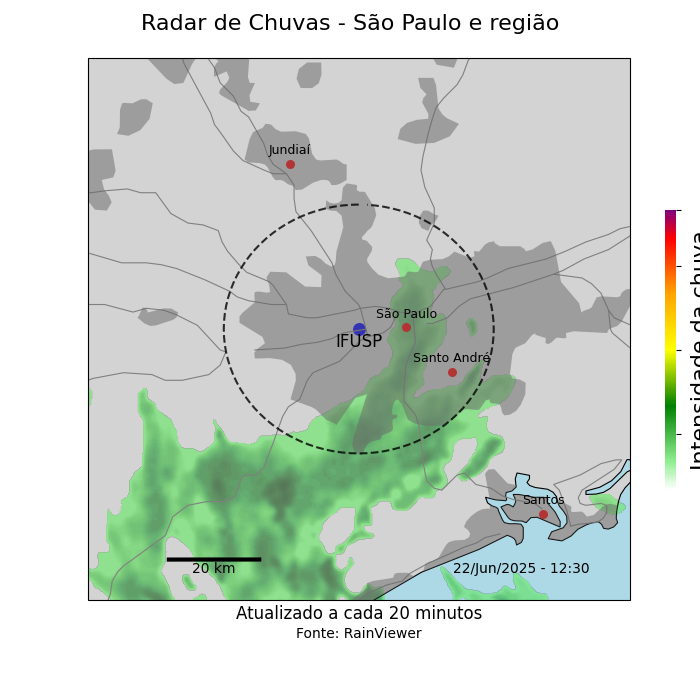 Radar de Chuvas - São Paulo e região
Jundiaí
São Paulo
IFUSP
Santo André
Santos
20 km
22/Jun/2025 - 12:30
Intensidade da chuva
Atualizado a cada 20 minutos
Fonte: RainViewer